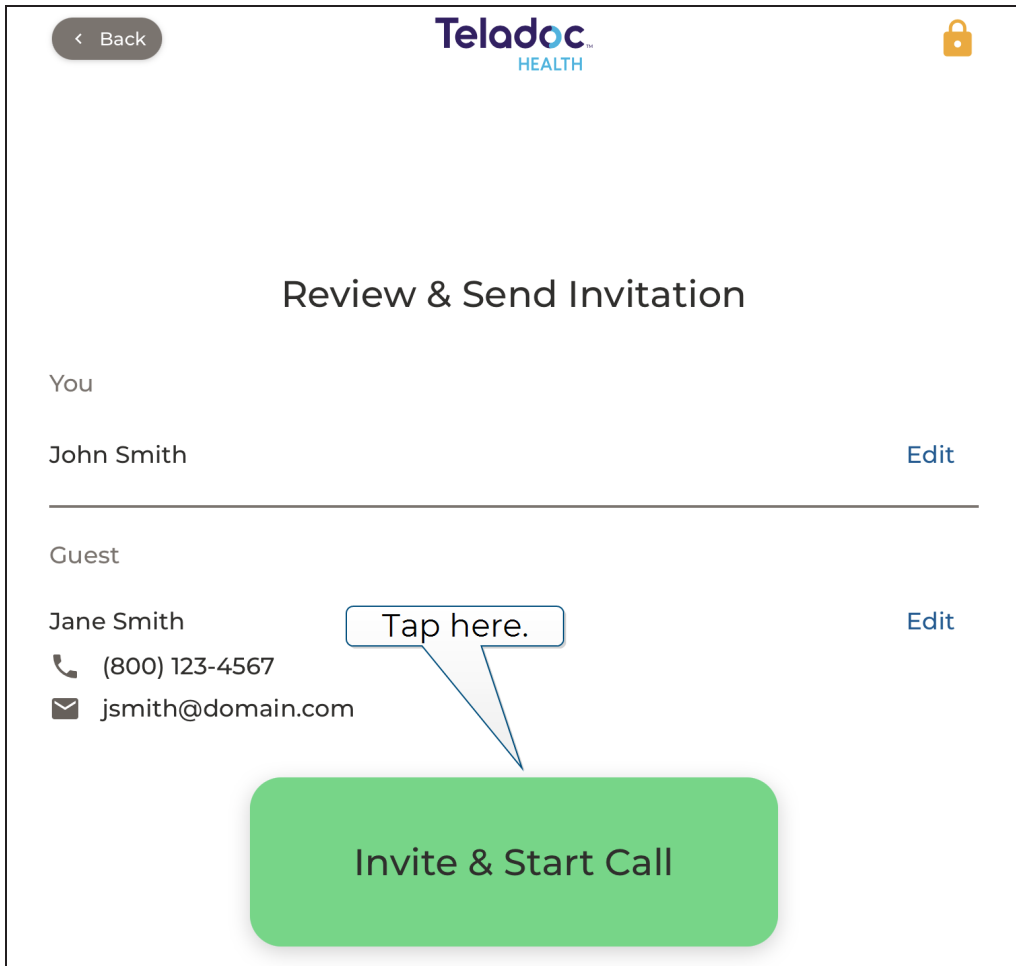 Back
Teladoc™
HEALTH
Review & Send Invitation
You
John Smith
Edit
Guest
Jane Smith
Tap here.
Edit
(800) 123-4567
jsmith@domain.com
Invite & Start Call